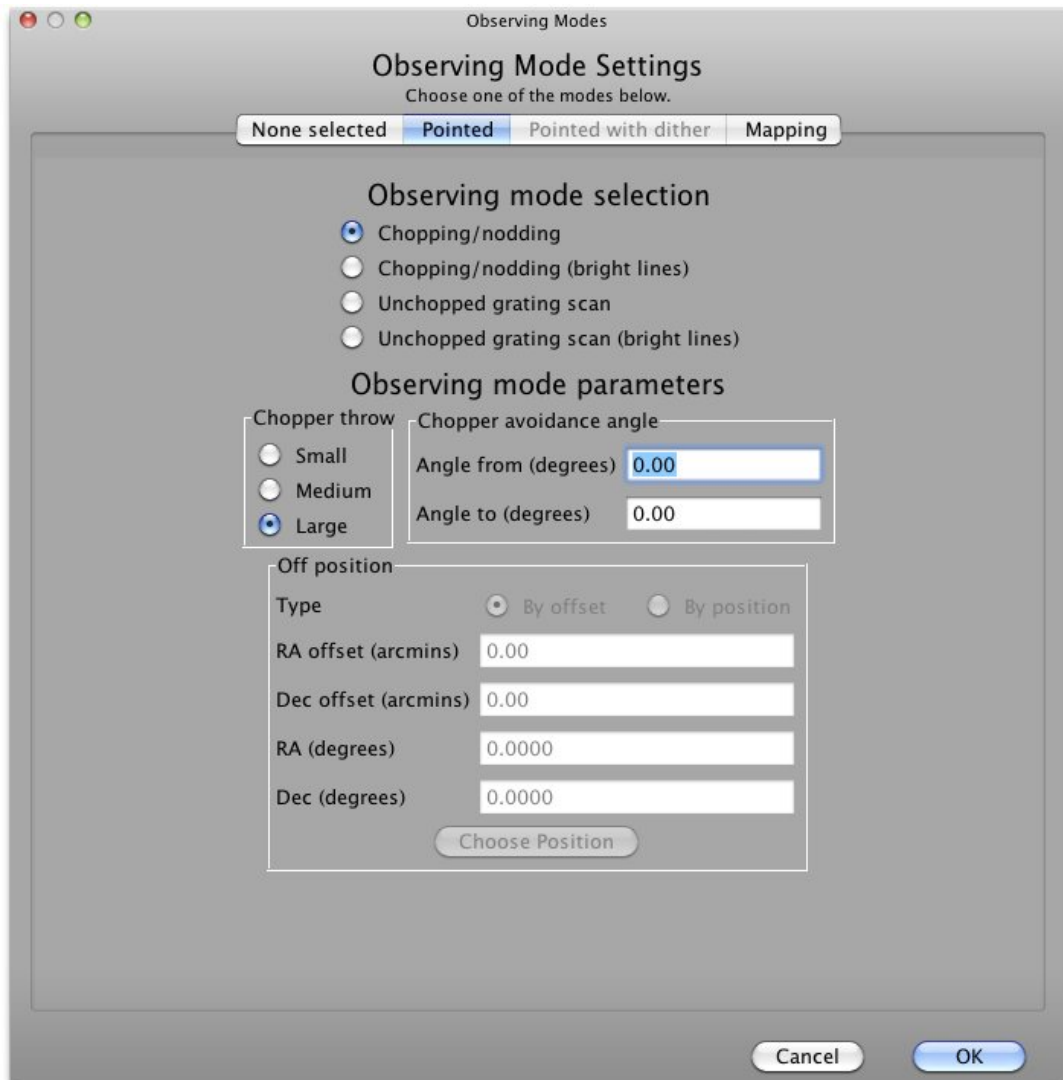 Observing Modes
Observing Mode Settings
Choose one of the modes below.
None selected Pointed Pointed with dither Mapping
Observing mode selection
Chopping/nodding
Chopping/nodding (bright lines)
Unchopped grating scan
Unchopped grating scan (bright lines)
Observing mode parameters
Chopper throw
Small
Medium
Large
Chopper avoidance angle
Angle from (degrees) 0.00
Angle to (degrees) 0.00
Off position
Type By offset By position
RA offset (arcmins) 0.00
Dec offset (arcmins) 0.00
RA (degrees) 0.0000
Dec (degrees) 0.0000
Choose Position
Cancel OK